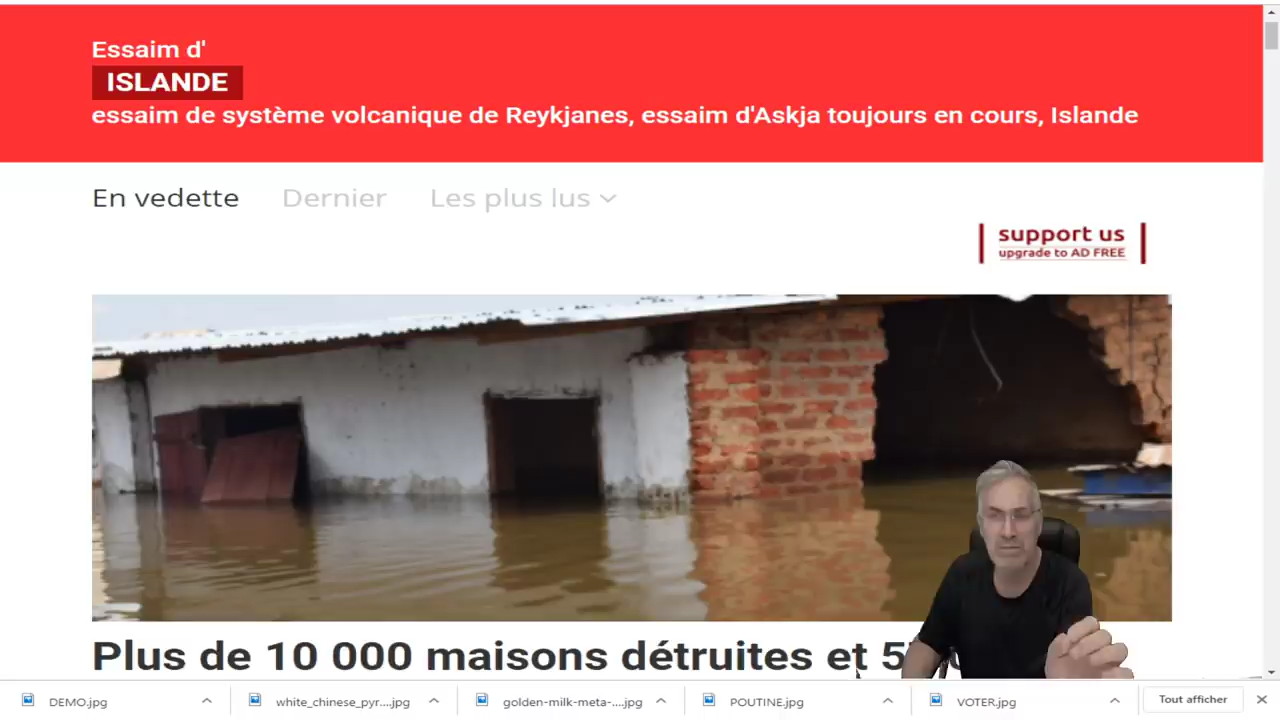 Essaim d'
ISLANDE
essaim de système volcanique de Reykjanes, essaim d'Askja toujours en cours, Islande
En vedette Dernier Les plus lus
support us
upgrade to AD FREE
Plus de 10 000 maisons détruites et
DEMO.jpg white_chinese_pyr....jpg golden-milk-meta-....jpg POUTINE.jpg VOTER.jpg Tout afficher